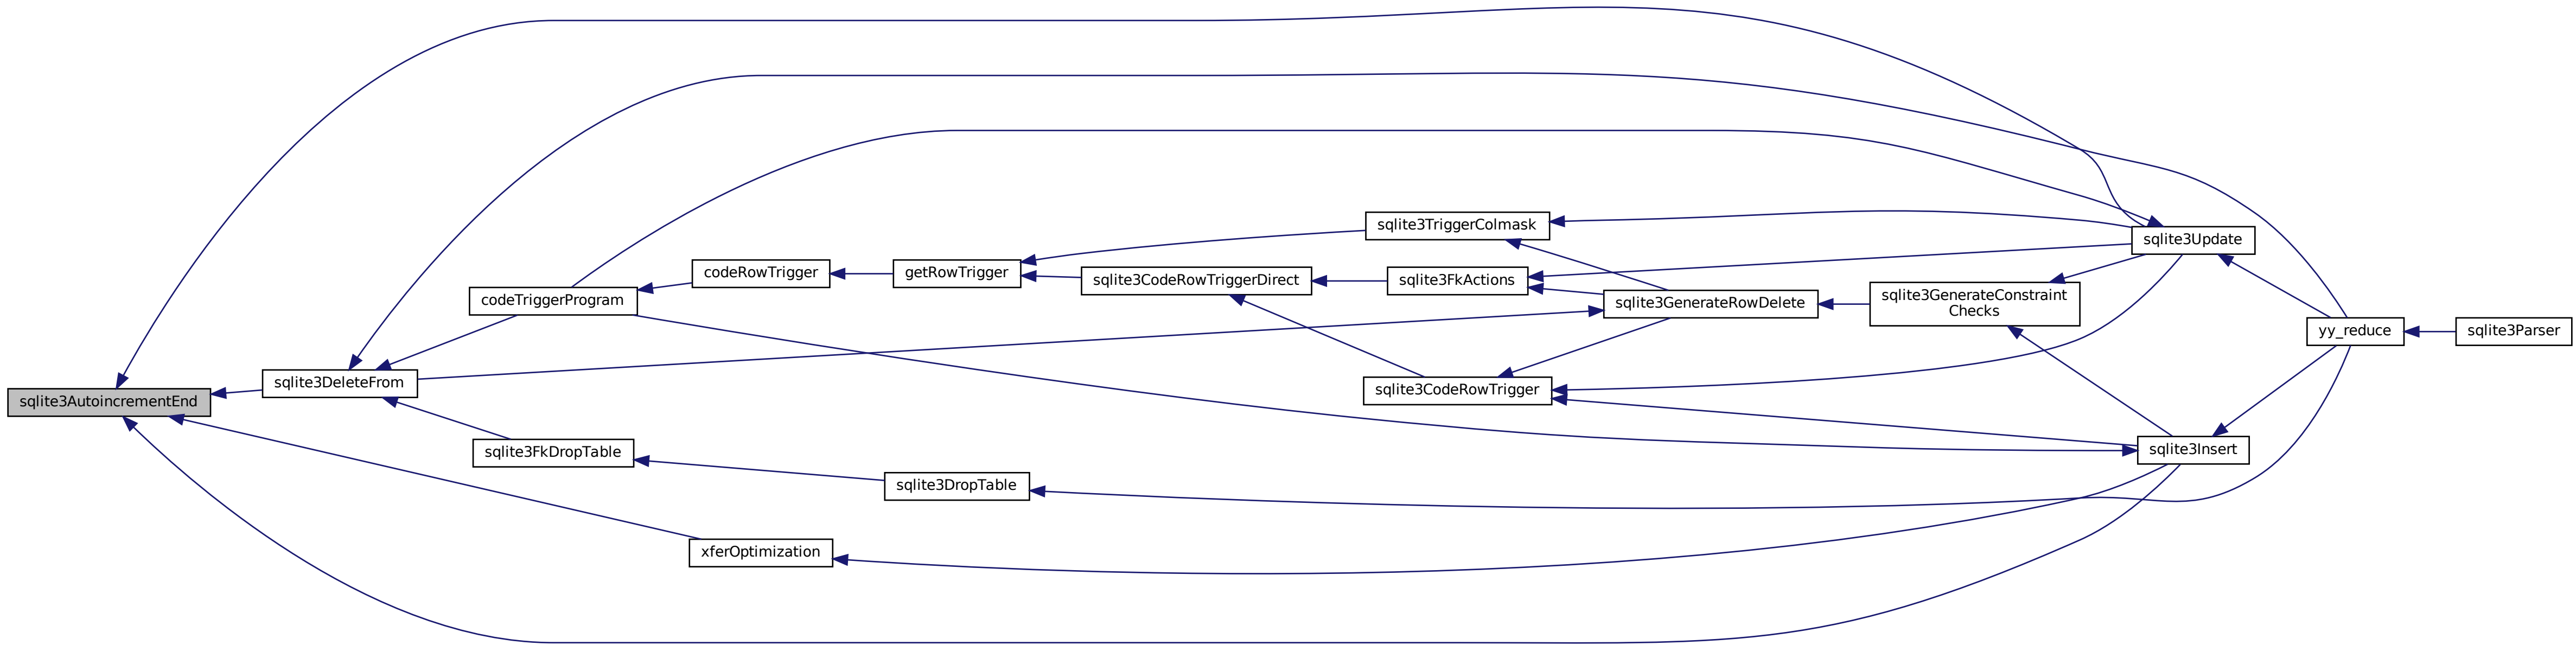 sqlite3AutoincrementEnd
sqlite3DeleteFrom
codeTriggerProgram
sqlite3FkDropTable
codeRowTrigger
xferOptimization
getRowTrigger
sqlite3DropTable
sqlite3CodeRowTriggerDirect
sqlite3TriggerColmask
sqlite3FkActions
sqlite3CodeRowTrigger
sqlite3GenerateRowDelete
sqlite3GenerateConstraint
Checks
sqlite3Update
sqlite3Insert
yy_reduce
sqlite3Parser